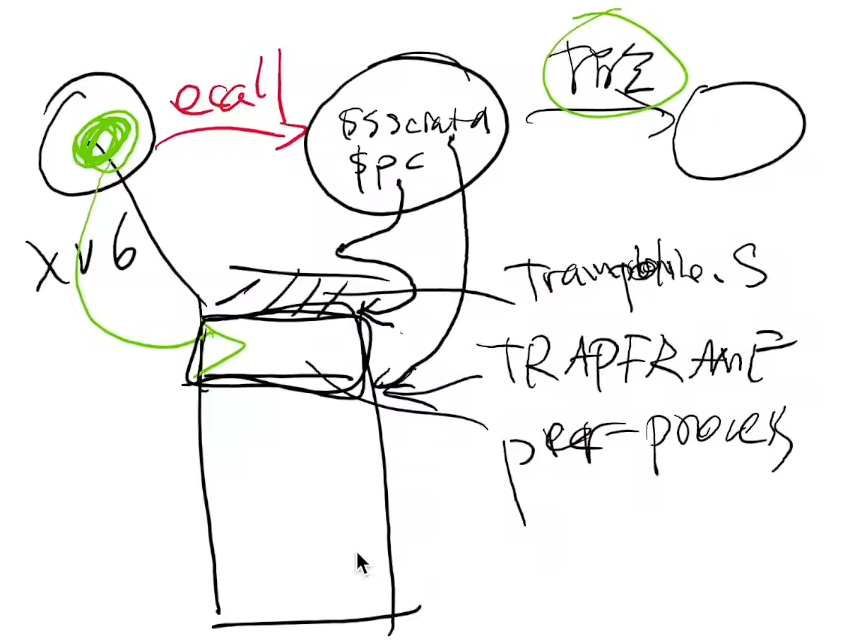 ecall
$sscratch
$pc
xv6
Trampoline.S
TRAPFRAME
per-process